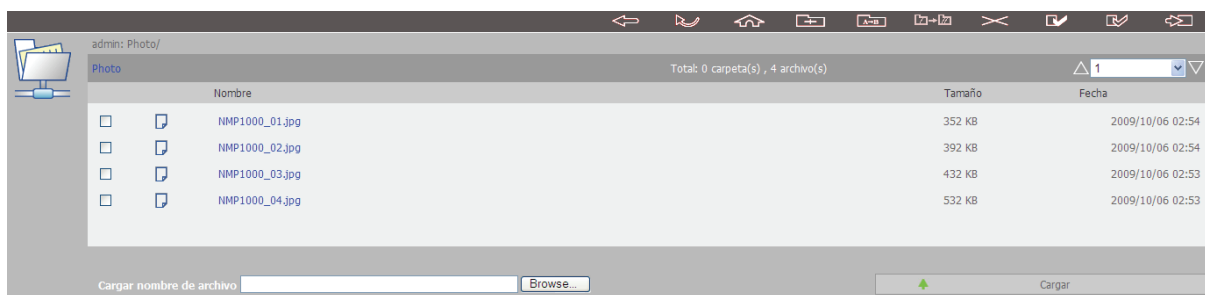 admin: Photo/
Photo Total: 0 carpeta(s) , 4 archivo(s) 1
Nombre Tamaño Fecha
NMP1000_01.jpg 352 KB 2009/10/06 02:54
NMP1000_02.jpg 392 KB 2009/10/06 02:54
NMP1000_03.jpg 432 KB 2009/10/06 02:53
NMP1000_04.jpg 532 KB 2009/10/06 02:53
Cargar nombre de archivo Browse... Cargar